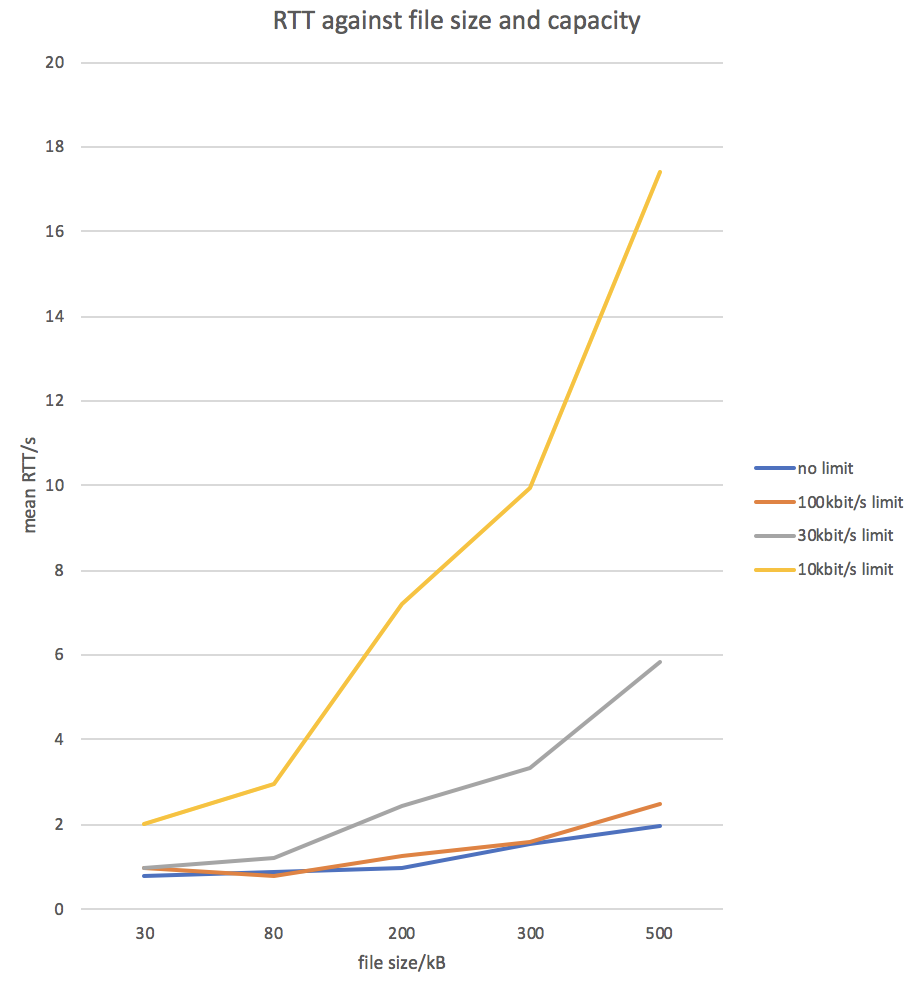 RTT against file size and capacity
20
18
16
14
12
10
8
6
4
2
0
mean RTT/s
30 80 200 300 500
file size/kB
no limit
100kbit/s limit
30kbit/s limit
10kbit/s limit